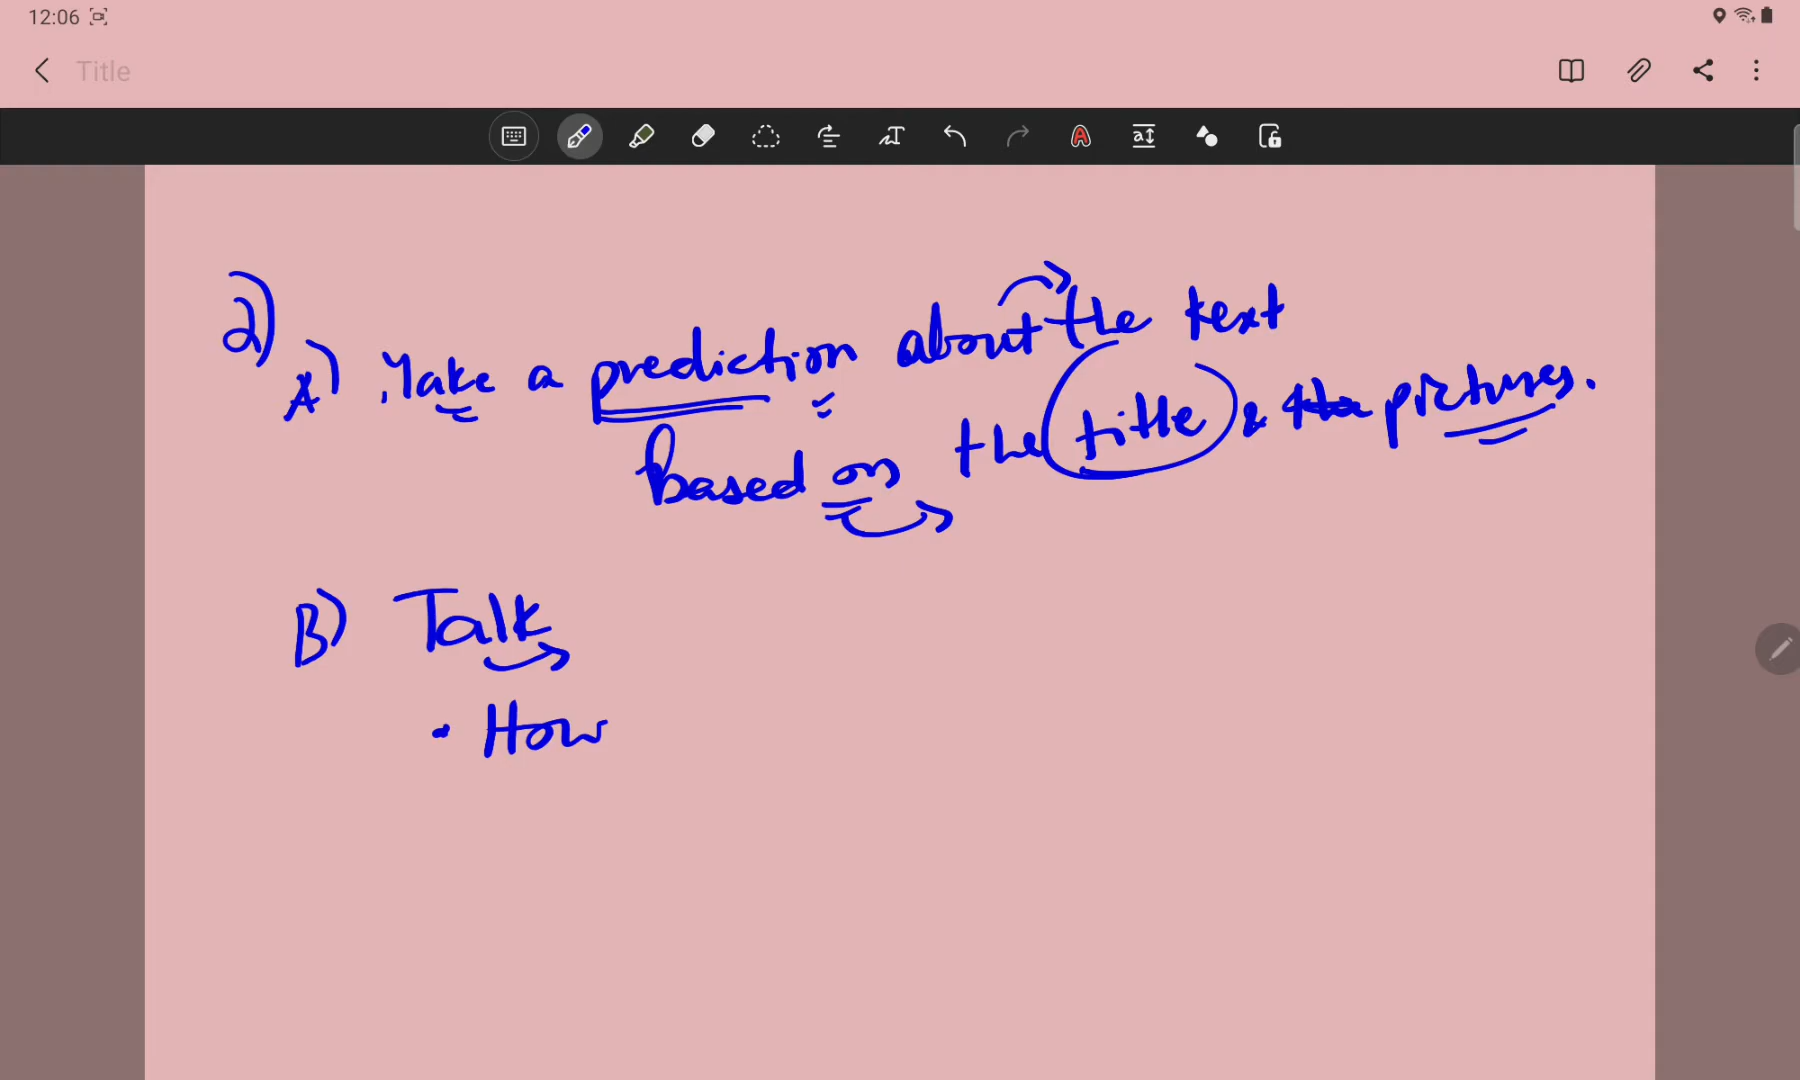 12:06
Title
2)
A) Make a prediction about the text
based on the title & the pictures.
B) Talk
• How